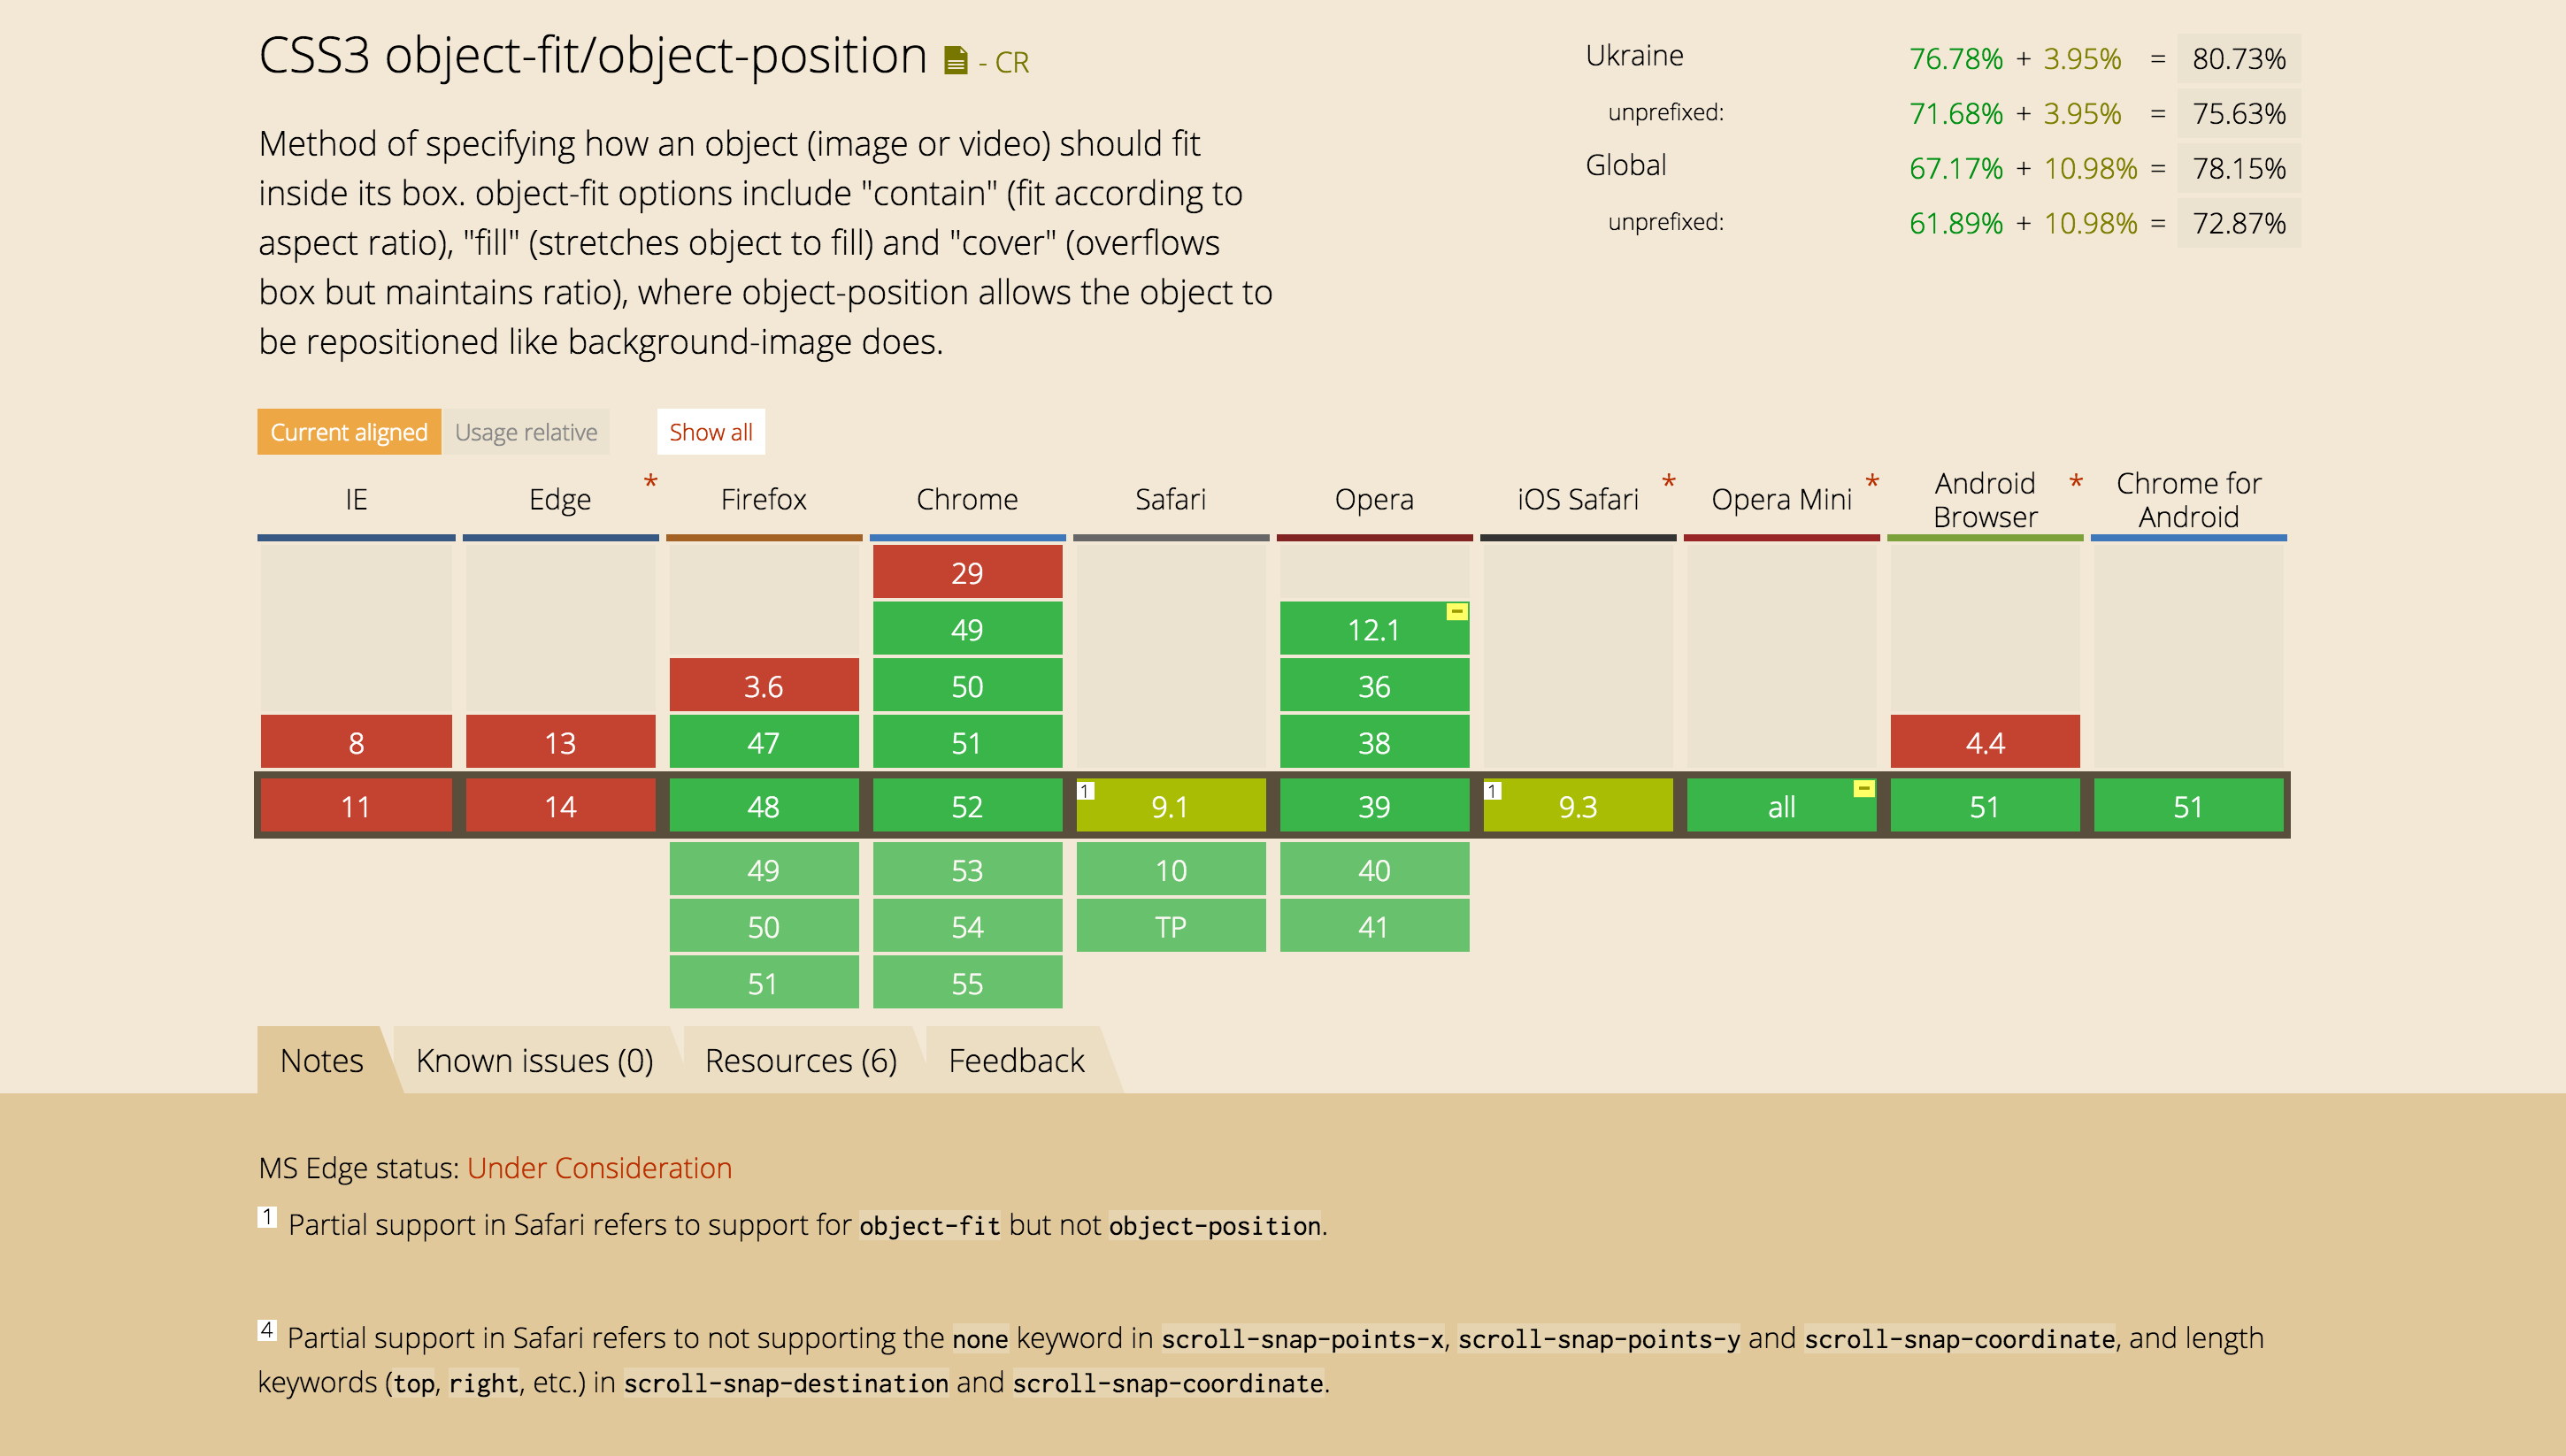 CSS3 object-fit/object-position - CR
Method of specifying how an object (image or video) should fit
inside its box. object-fit options include "contain" (fit according to
aspect ratio), "fill" (stretches object to fill) and "cover" (overflows
box but maintains ratio), where object-position allows the object to
be repositioned like background-image does.
Ukraine 76.78% + 3.95% = 80.73%
unprefixed: 71.68% + 3.95% = 75.63%
Global 67.17% + 10.98% = 78.15%
unprefixed: 61.89% + 10.98% = 72.87%
Current aligned Usage relative Show all
IE Edge * Firefox Chrome Safari Opera iOS Safari * Opera Mini * Android Browser * Chrome for Android
29
49 12.1
3.6 50 36
8 13 47 51 38 4.4
11 14 48 52 1 9.1 39 1 9.3 all 51 51
49 53 10 40
50 54 TP 41
51 55
Notes Known issues (0) Resources (6) Feedback
MS Edge status: Under Consideration
1 Partial support in Safari refers to support for object-fit but not object-position.
4 Partial support in Safari refers to not supporting the none keyword in scroll-snap-points-x, scroll-snap-points-y and scroll-snap-coordinate, and length
keywords (top, right, etc.) in scroll-snap-destination and scroll-snap-coordinate.